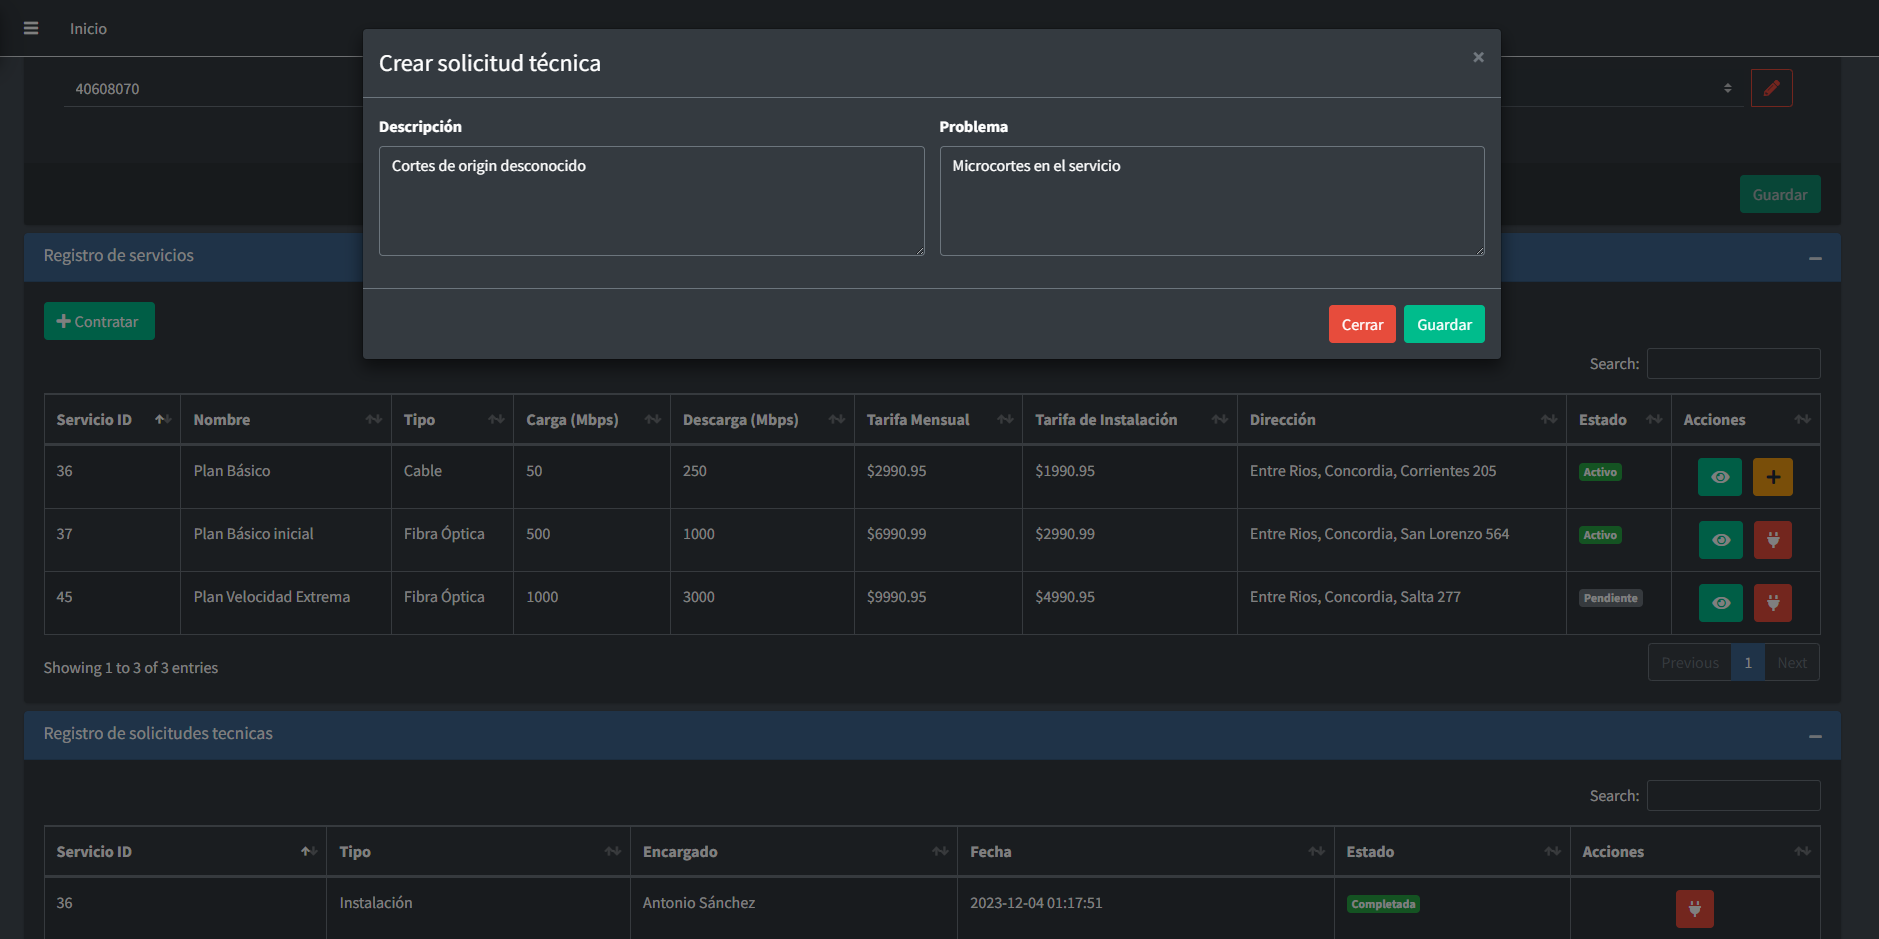 Inicio
Crear solicitud técnica
×
40608070
Descripción
Problema
Cortes de origin desconocido
Microcortes en el servicio
Guardar
Registro de servicios
Contratar
Cerrar
Guardar
Search:
Servicio ID Nombre Tipo Carga (Mbps) Descarga (Mbps) Tarifa Mensual Tarifa de Instalación Dirección Estado Acciones
36 Plan Básico Cable 50 250 $2990.95 $1990.95 Entre Rios, Concordia, Corrientes 205 Activo
37 Plan Básico inicial Fibra Óptica 500 1000 $6990.99 $2990.99 Entre Rios, Concordia, San Lorenzo 564 Activo
45 Plan Velocidad Extrema Fibra Óptica 1000 3000 $9990.95 $4990.95 Entre Rios, Concordia, Salta 277 Pendiente
Showing 1 to 3 of 3 entries
Previous 1 Next
Registro de solicitudes tecnicas
Search:
Servicio ID Tipo Encargado Fecha Estado Acciones
36 Instalación Antonio Sánchez 2023-12-04 01:17:51 Completada